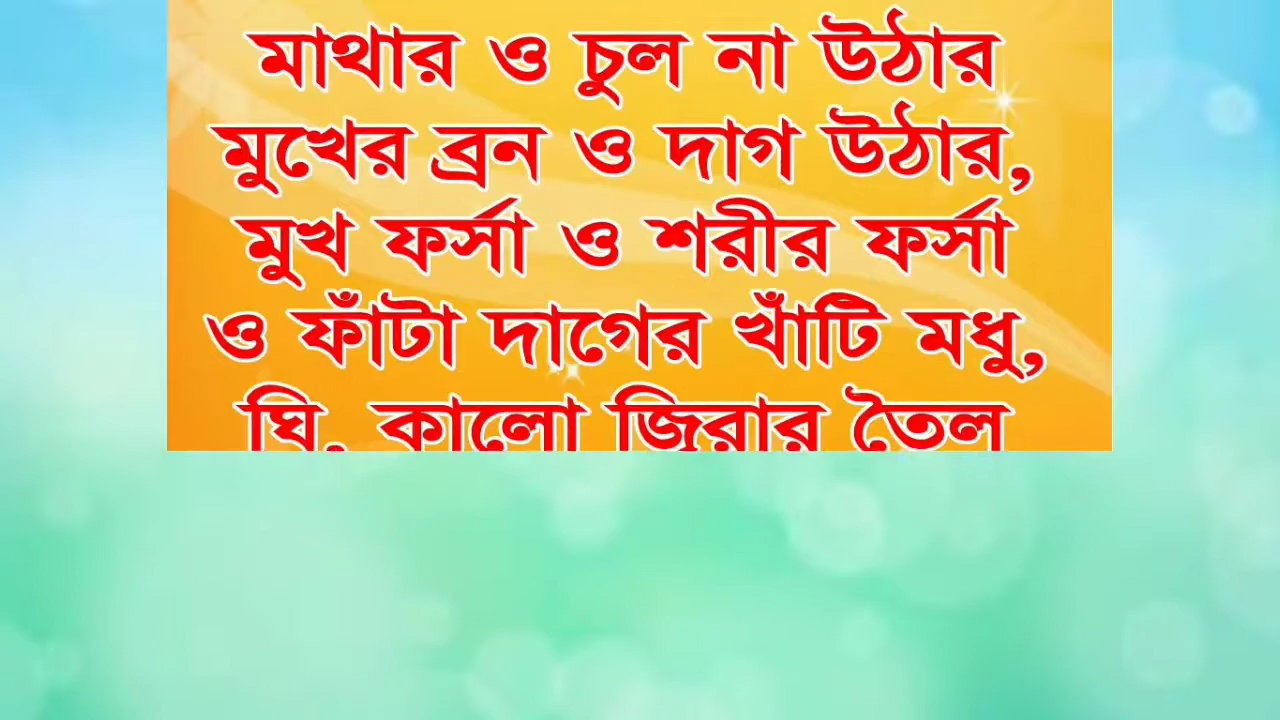 মাথার ও চুল না উঠার
মুখের ব্রন ও দাগ উঠার,
মুখ ফর্সা ও শরীর ফর্সা
ও ফাঁটা দাগের খাঁটি মধু,
ঘি, কালো জিরার তৈল